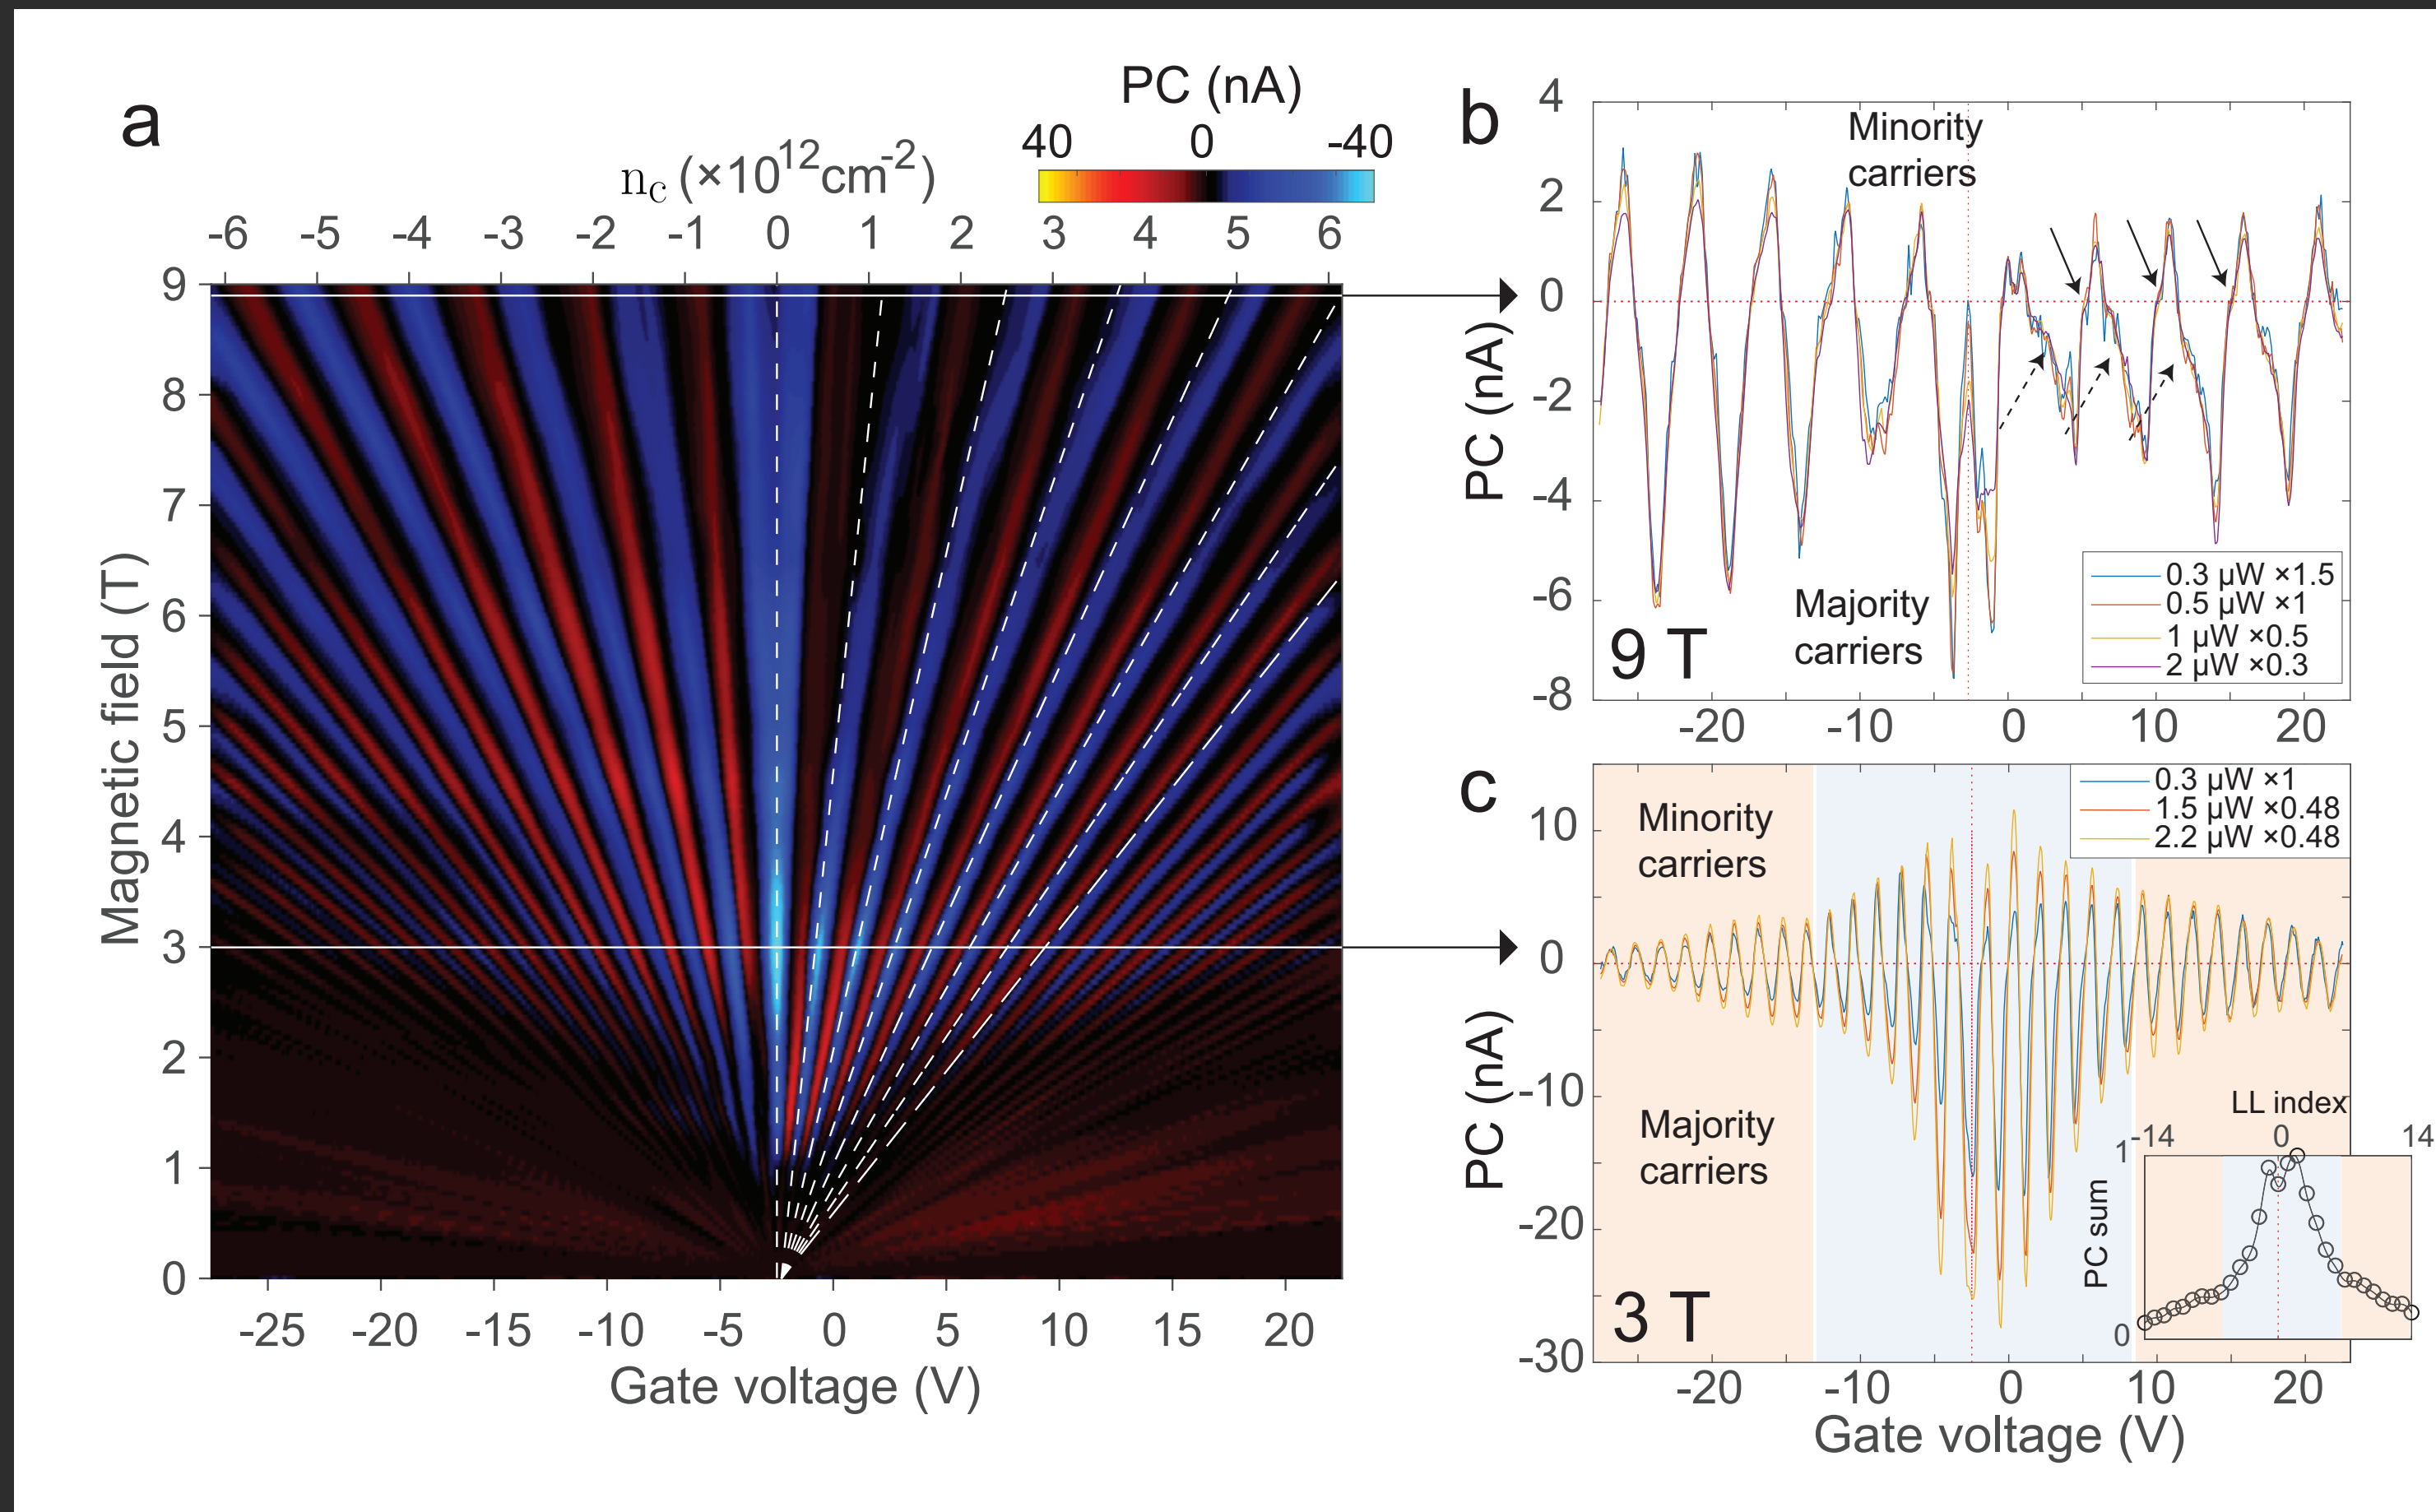 a
PC (nA)
40 0 -40
n_c (×10^12 cm^-2)
-6 -5 -4 -3 -2 -1 0 1 2 3 4 5 6
9
8
7
6
5
4
3
2
1
0
Magnetic field (T)
-25 -20 -15 -10 -5 0 5 10 15 20
Gate voltage (V)
b
4
2
0
-2
-4
-6
-8
PC (nA)
Minority
carriers
Majority
carriers
9 T
0.3 µW ×1.5
0.5 µW ×1
1 µW ×0.5
2 µW ×0.3
-20 -10 0 10 20
c
10
0
-10
-20
-30
PC (nA)
Minority
carriers
Majority
carriers
3 T
0.3 µW ×1
1.5 µW ×0.48
2.2 µW ×0.48
LL index
-14 0 14
1
0
PC sum
-20 -10 0 10 20
Gate voltage (V)